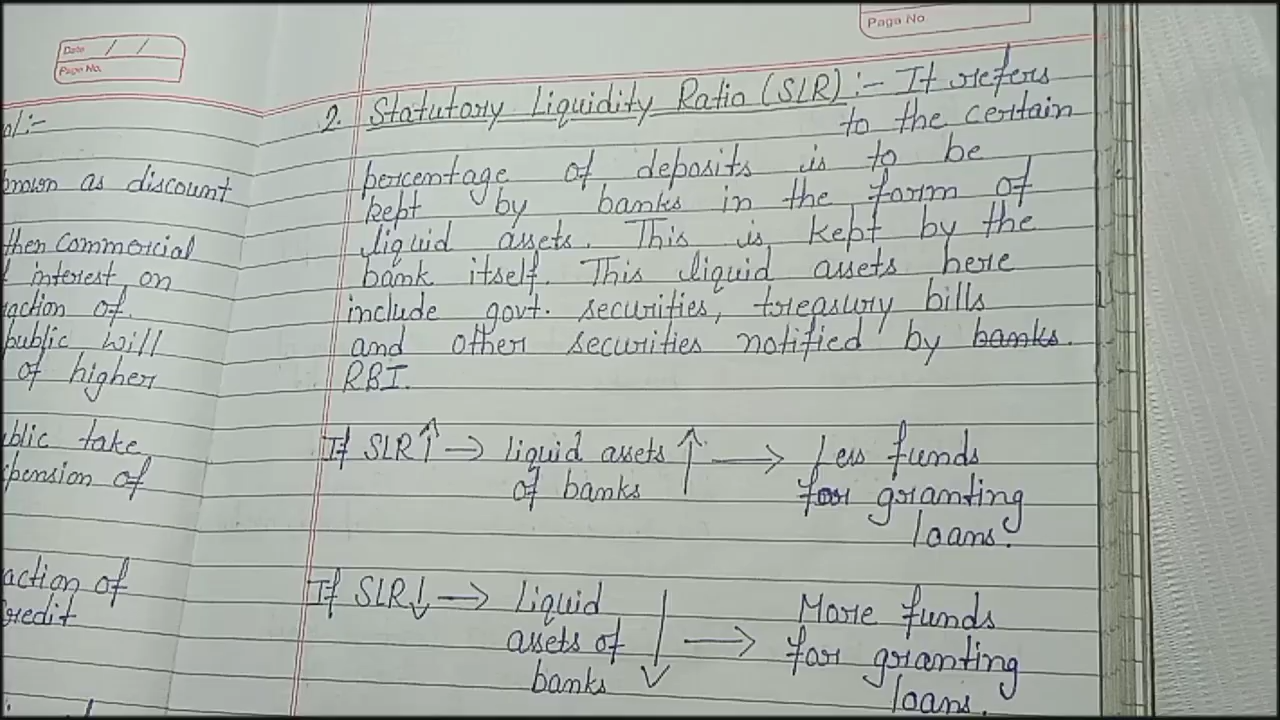 Page No.
Date / /
Page No.
al:-
known as discount
then commercial
interest on
raction of.
public will
of higher
ublic take
pension of
action of
credit
2. Statutory Liquidity Ratio (SLR) :- It refers
to the certain
percentage of deposits is to be
kept by banks in the form of
liquid assets. This is kept by the
bank itself. This liquid assets here
include govt. securities, treasury bills
and other securities notified by banks.
RBI.
If SLR↑ → liquid assets ↑ → Less funds
of banks for granting
loans.
If SLR↓ → Liquid ↓ → More funds
assets of for granting
banks loans.